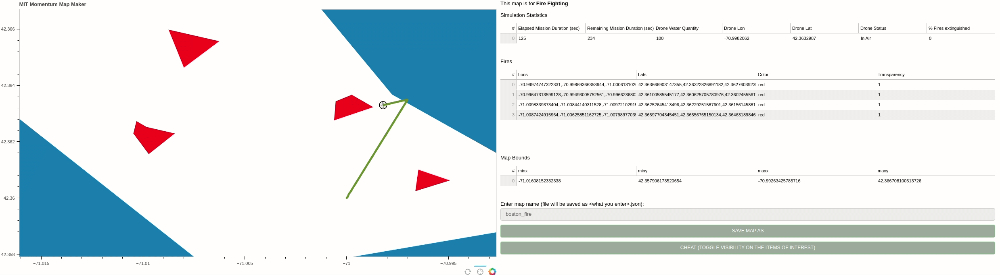 MIT Momentum Map Maker
42.366
42.364
42.362
42.36
42.358
−71.015
−71.01
−71.005
−71
−70.995
This map is for Fire Fighting
Simulation Statistics
# Elapsed Mission Duration (sec) Remaining Mission Duration (sec) Drone Water Quantity Drone Lon Drone Lat Drone Status % Fires extinguished
0 125 234 100 -70.9982062 42.3632987 In Air 0
Fires
# Lons Lats Color Transparency
0 -70.99974747322331,-70.99869366353944,-71.000613102 42.363666903147355,42.36322826891182,42.36276039239 red 1
1 -70.99647313599128,-70.99493005752561,-70.996623680 42.36100585545177,42.360625705780976,42.3602455561 red 1
2 -71.0098339373404,-71.00844140311528,-71.0097210291 42.36252645413496,42.36229251587601,42.36156145881 red 1
3 -71.0087424915964,-71.00625851162725,-71.0079897703 42.36597704345451,42.36556765150134,42.36463189846 red 1
Map Bounds
# minx miny maxx maxy
0 -71.01608152332338 42.357906173520654 -70.99263425785716 42.366708100513726
Enter map name (file will be saved as <what you enter>.json):
boston_fire
SAVE MAP AS
CHEAT (TOGGLE VISIBILITY ON THE ITEMS OF INTEREST)